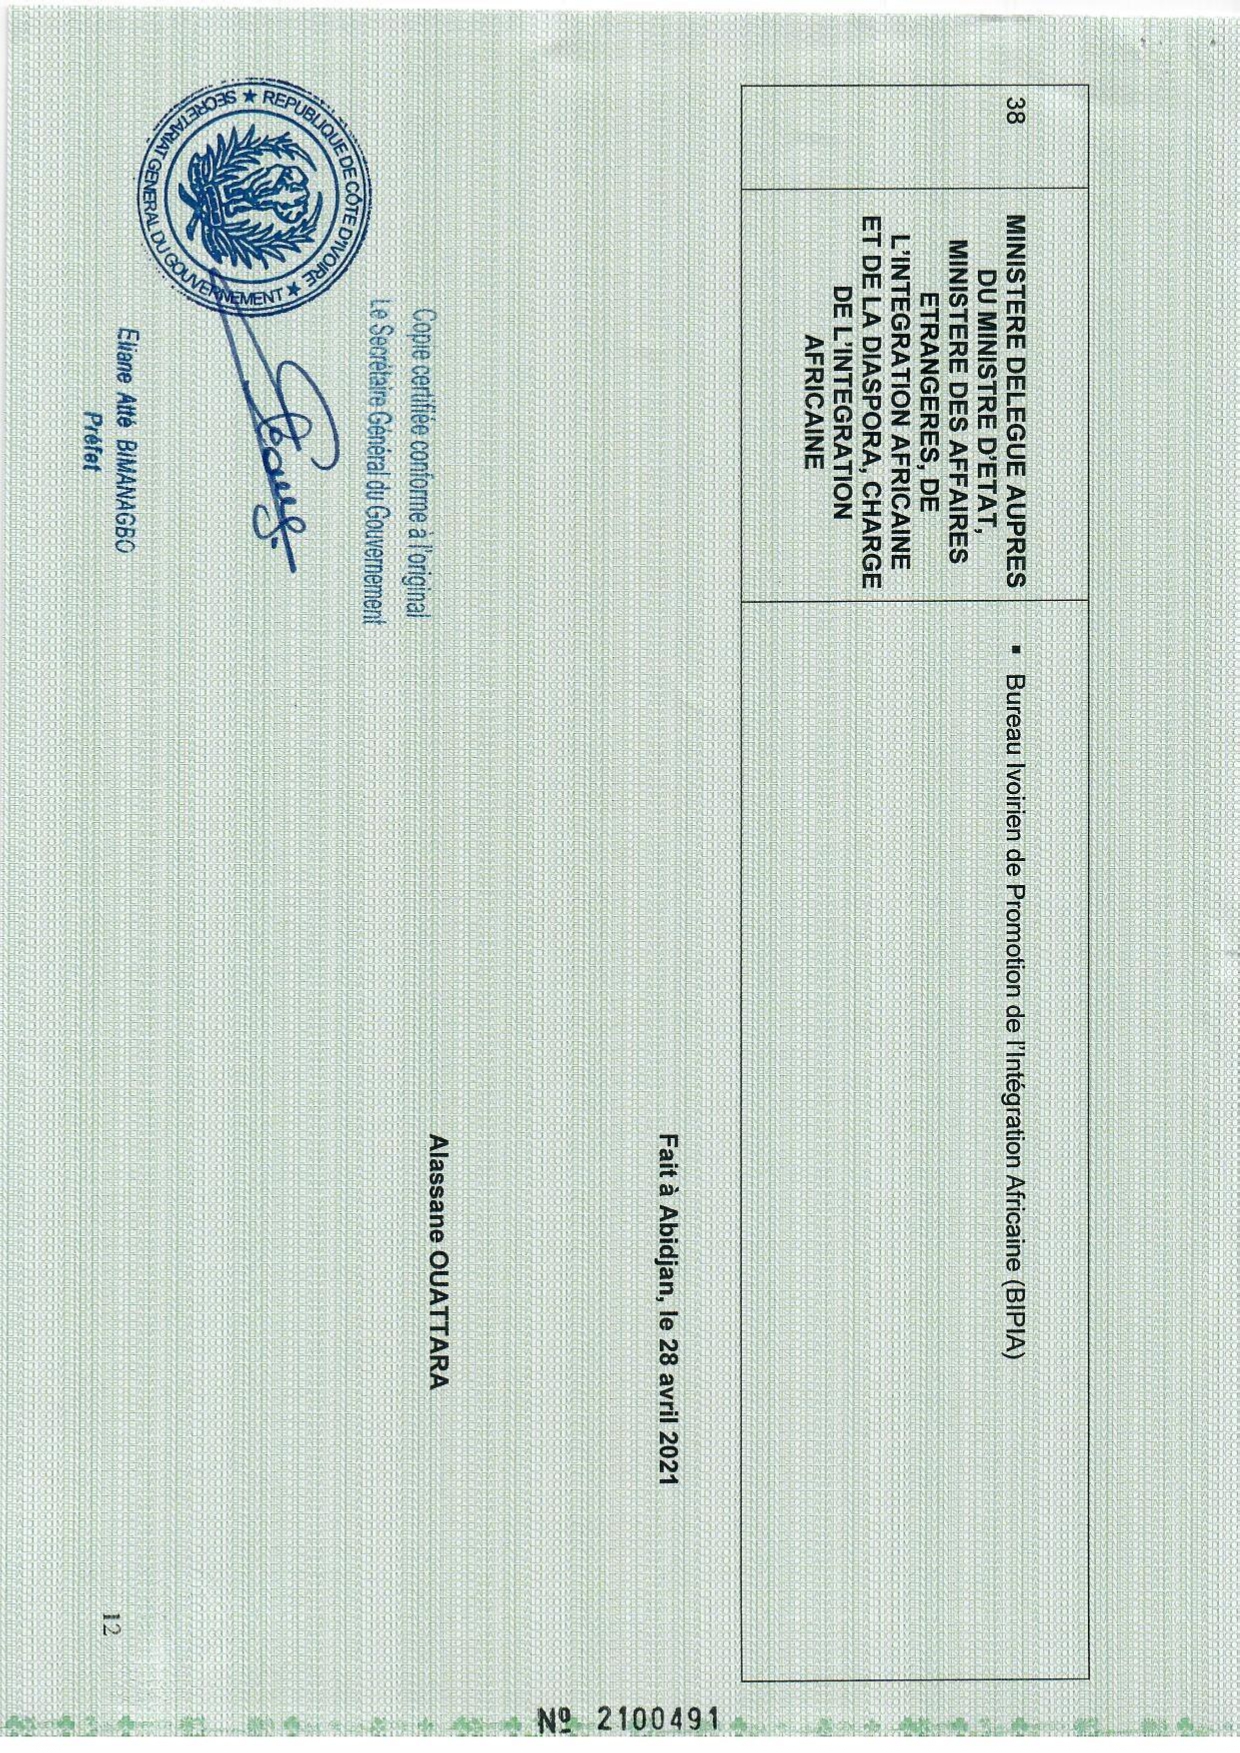 38
MINISTERE DELEGUE AUPRES
DU MINISTRE D'ETAT,
MINISTERE DES AFFAIRES
ETRANGERES, DE
L'INTEGRATION AFRICAINE
ET DE LA DIASPORA, CHARGE
DE L'INTEGRATION
AFRICAINE
▪ Bureau Ivoirien de Promotion de l'Intégration Africaine (BIPIA)
Fait à Abidjan, le 28 avril 2021
Alassane OUATTARA
Copie certifiée conforme à l'original
Le Secrétaire Général du Gouvernement
REPUBLIQUE DE CÔTE D'IVOIRE
SECRETARIAT GENERAL DU GOUVERNEMENT
Eliane Atté BIMANAGBO
Préfet
12
Nº 2100491